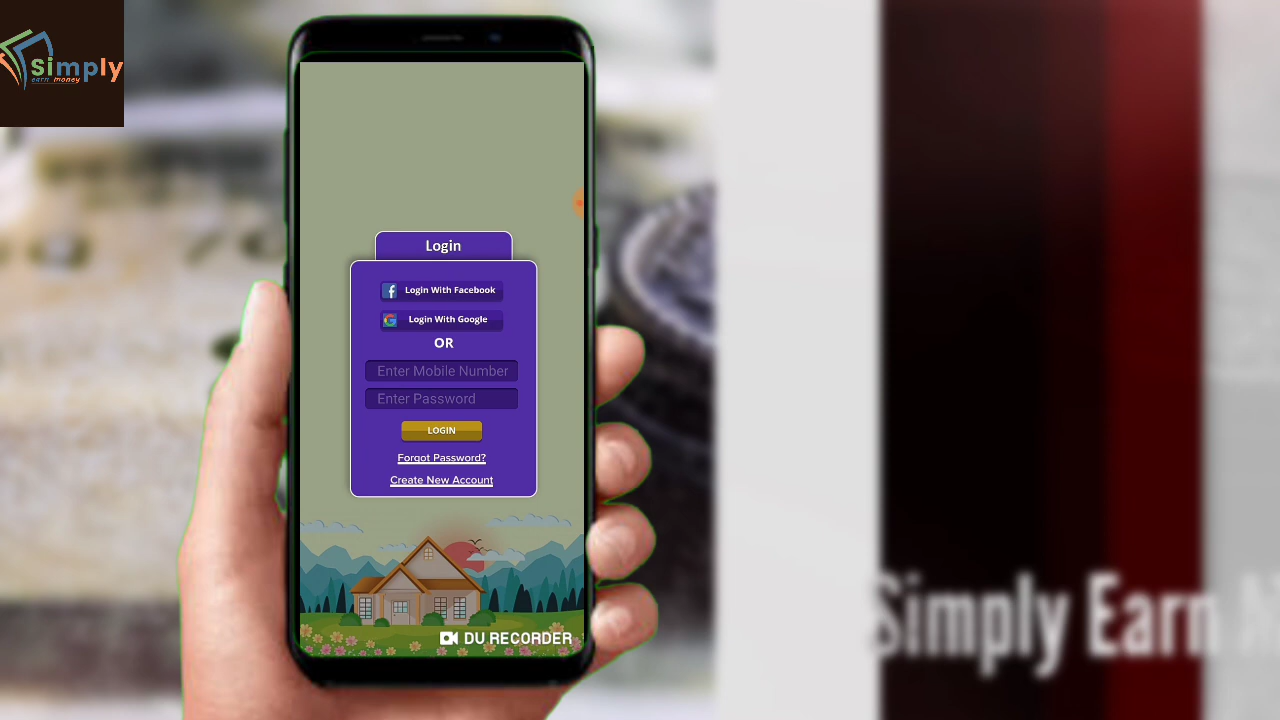 Simply
earn money
Login
Login With Facebook
Login With Google
OR
Enter Mobile Number
Enter Password
LOGIN
Forgot Password?
Create New Account
DU RECORDER
Simply Earn